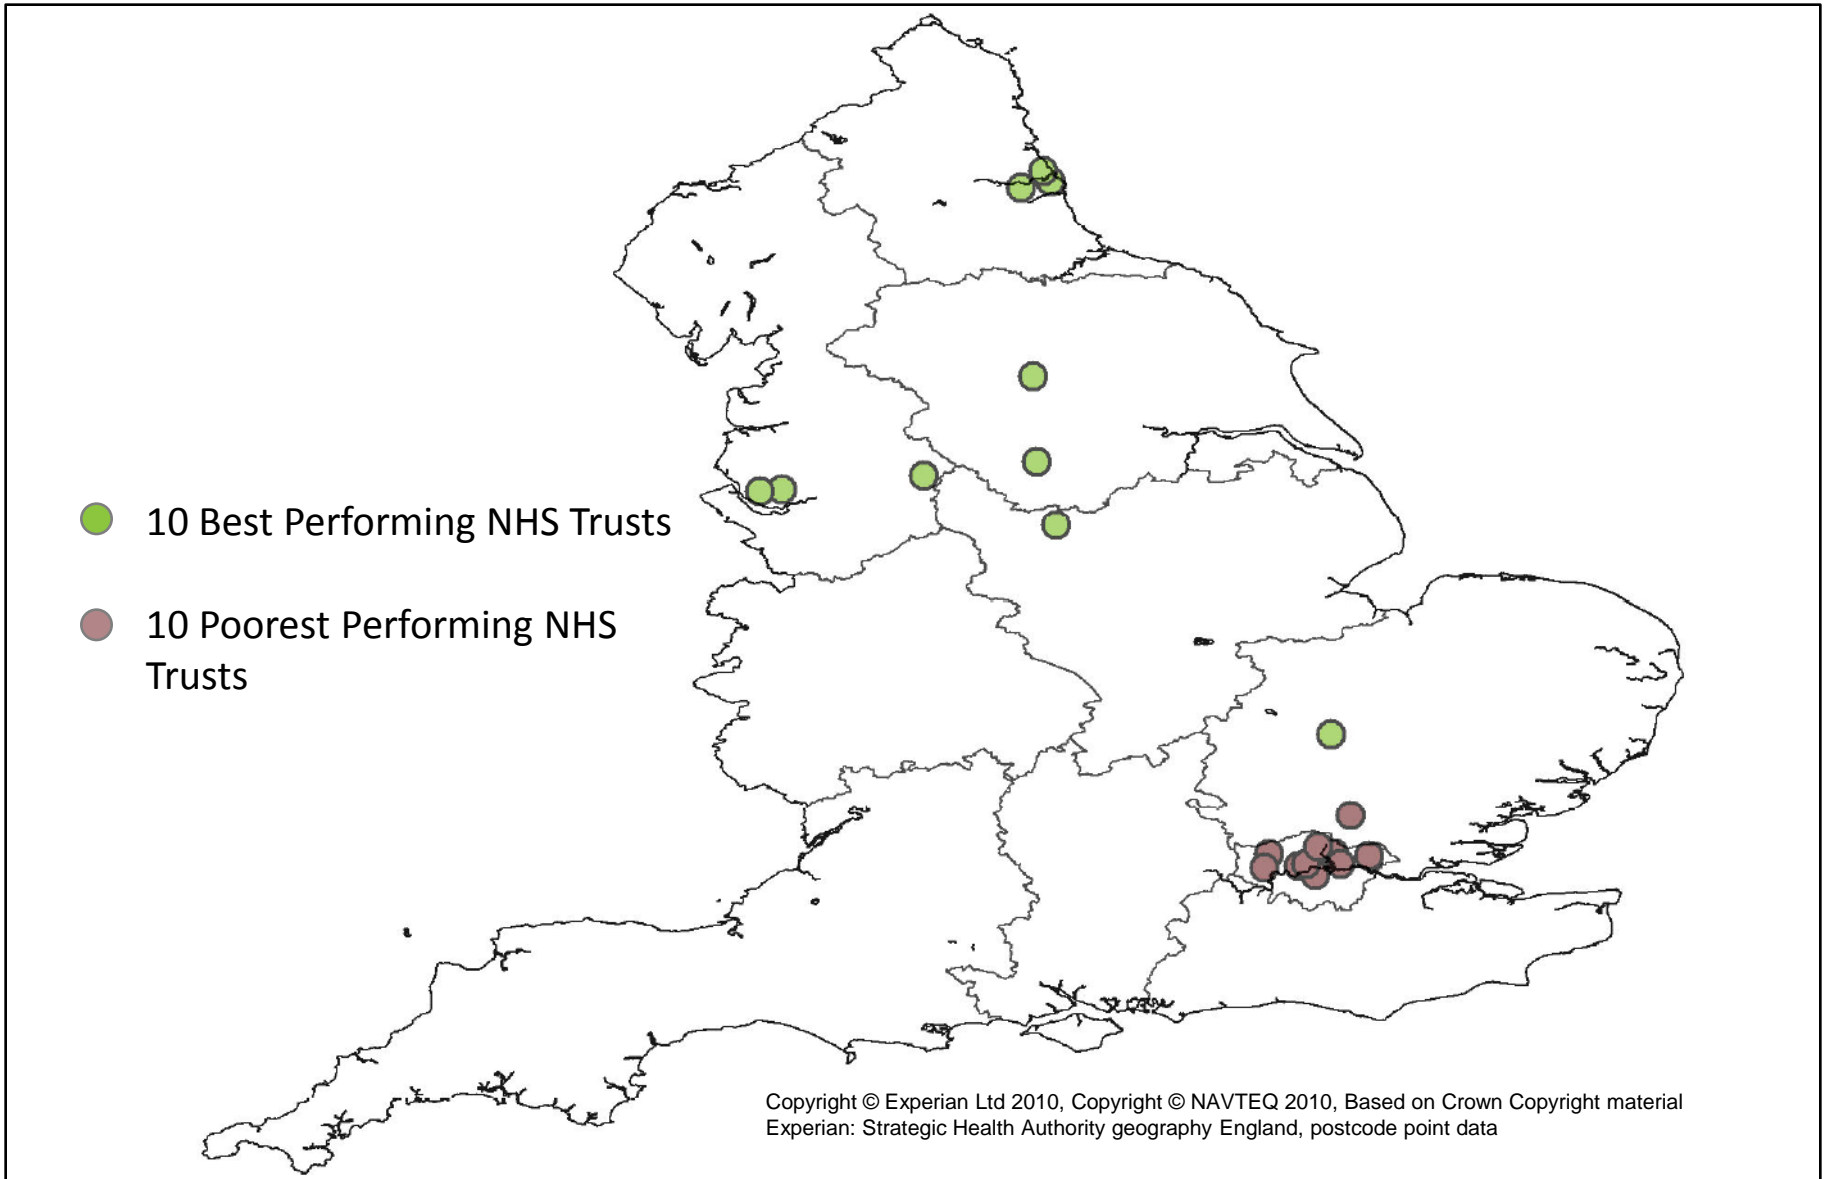 10 Best Performing NHS Trusts
10 Poorest Performing NHS
Trusts
Copyright © Experian Ltd 2010, Copyright © NAVTEQ 2010, Based on Crown Copyright material
Experian: Strategic Health Authority geography England, postcode point data